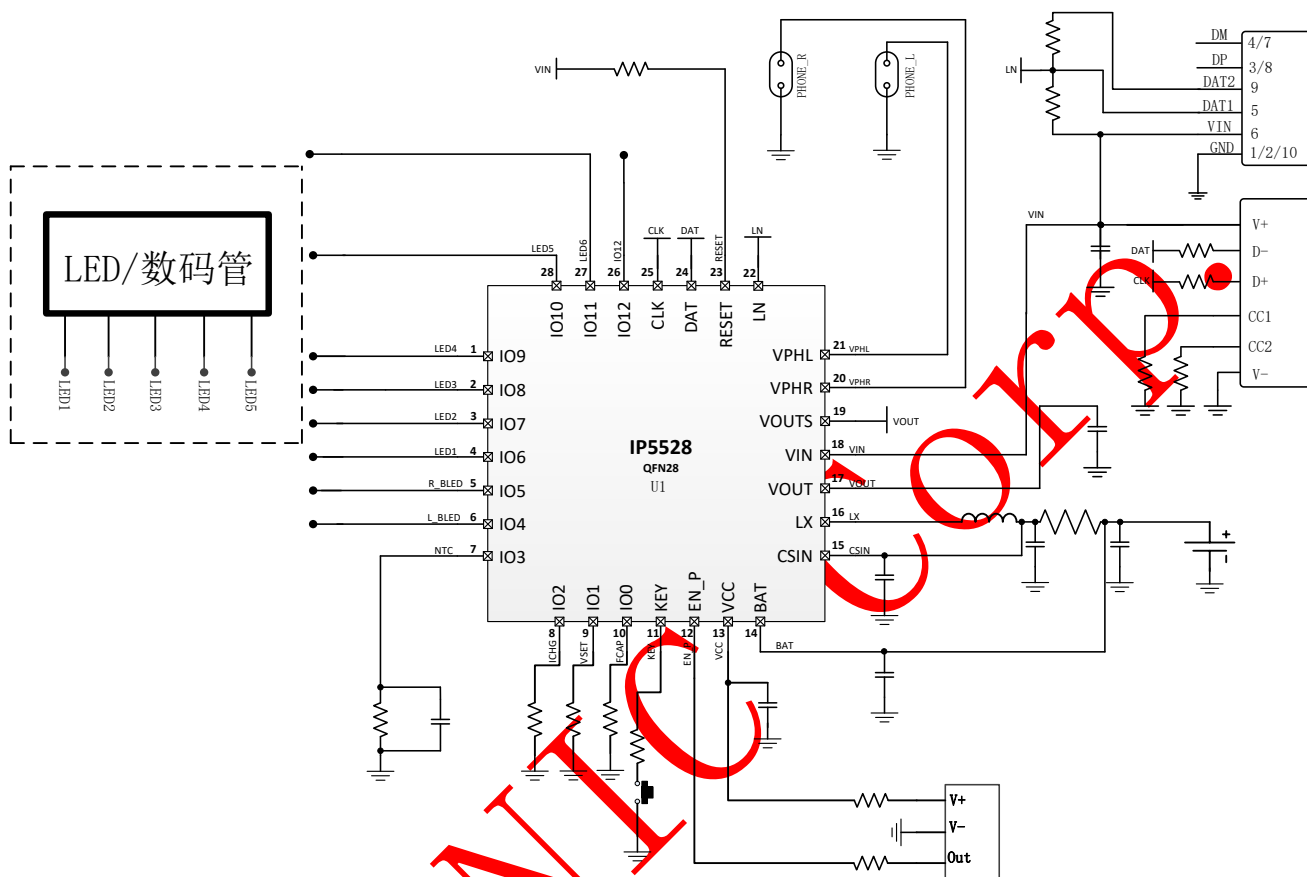 VIN
PHONE_R
PHONE_L
LN
DM 4/7
DP 3/8
DAT2 9
DAT1 5
VIN 6
GND 1/2/10
LED/数码管
LED1
LED2
LED3
LED4
LED5
LED5
28
IO10
LED6
27
IO11
IO12
26
IO12
CLK
25
CLK
DAT
24
DAT
RESET
23
RESET
LN
22
LN
VIN
V+
DAT
D-
CLK
D+
CC1
CC2
V-
LED4 1 IO9
LED3 2 IO8
LED2 3 IO7
LED1 4 IO6
R_BLED 5 IO5
L_BLED 6 IO4
NTC 7 IO3
IP5528
QFN28
U1
VPHL 21 VPHL
VPHR 20 VPHR
VOUTS 19 VOUT
VIN 18 VIN
VOUT 17 VOUT
LX 16 LX
CSIN 15 CSIN
+
-
IO2
8
ICHG
IO1
9
VSET
IO0
10
FCAP
KEY
11
KEY
EN_P
12
EN_P
VCC
13
VCC
BAT
14
BAT
V+
V-
Out
NIC Corp.